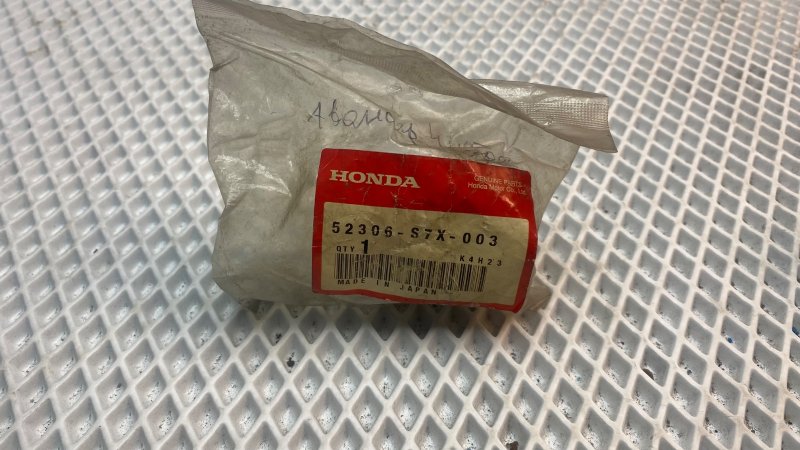 HONDA
GENUINE PARTS
Honda Motor Co., Ltd.
52306-S7X-003
QTY 1
K4H23
MADE IN JAPAN